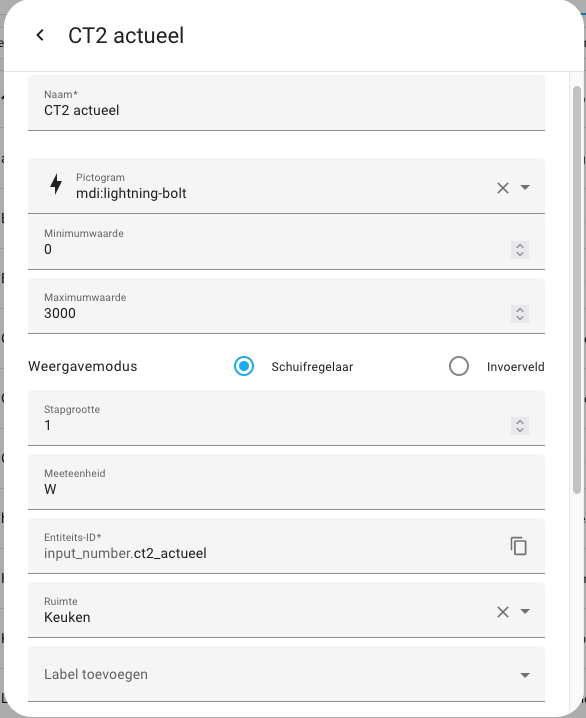 CT2 actueel
Naam*
CT2 actueel
Pictogram
mdi:lightning-bolt
Minimumwaarde
0
Maximumwaarde
3000
Weergavemodus Schuifregelaar Invoerveld
Stapgrootte
1
Meeteenheid
W
Entiteits-ID*
input_number.ct2_actueel
Ruimte
Keuken
Label toevoegen